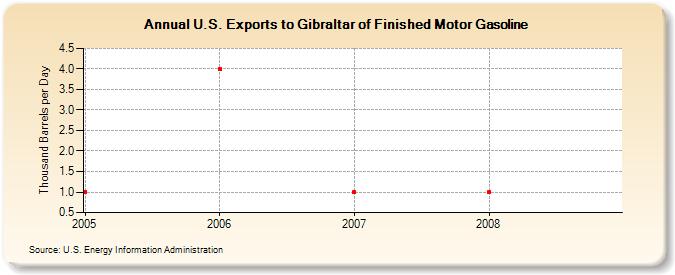 Annual U.S. Exports to Gibraltar of Finished Motor Gasoline
Thousand Barrels per Day
4.5
4.0
3.5
3.0
2.5
2.0
1.5
1.0
0.5
2005 2006 2007 2008
Source: U.S. Energy Information Administration